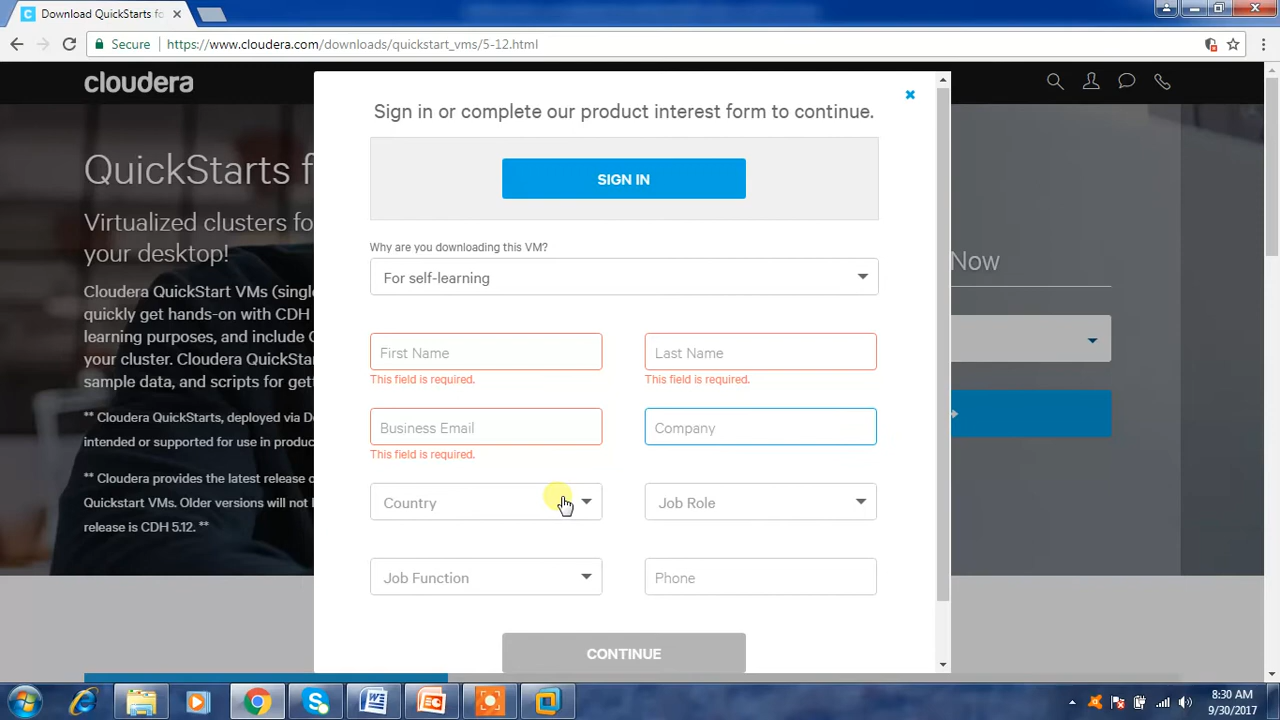 Download QuickStarts fo
Secure
https://www.cloudera.com/downloads/quickstart_vms/5-12.html
cloudera
Sign in or complete our product interest form to continue.
SIGN IN
QuickStarts f
Virtualized clusters fo
your desktop!
Cloudera QuickStart VMs (singl
quickly get hands-on with CDH
learning purposes, and include C
your cluster. Cloudera QuickSta
sample data, and scripts for get
** Cloudera QuickStarts, deployed via Do
intended or supported for use in produc
** Cloudera provides the latest release o
Quickstart VMs. Older versions will not
release is CDH 5.12. **
Why are you downloading this VM?
For self-learning
First Name
This field is required.
Last Name
This field is required.
Business Email
This field is required.
Company
Country
Job Role
Job Function
Phone
CONTINUE
Now
8:30 AM
9/30/2017